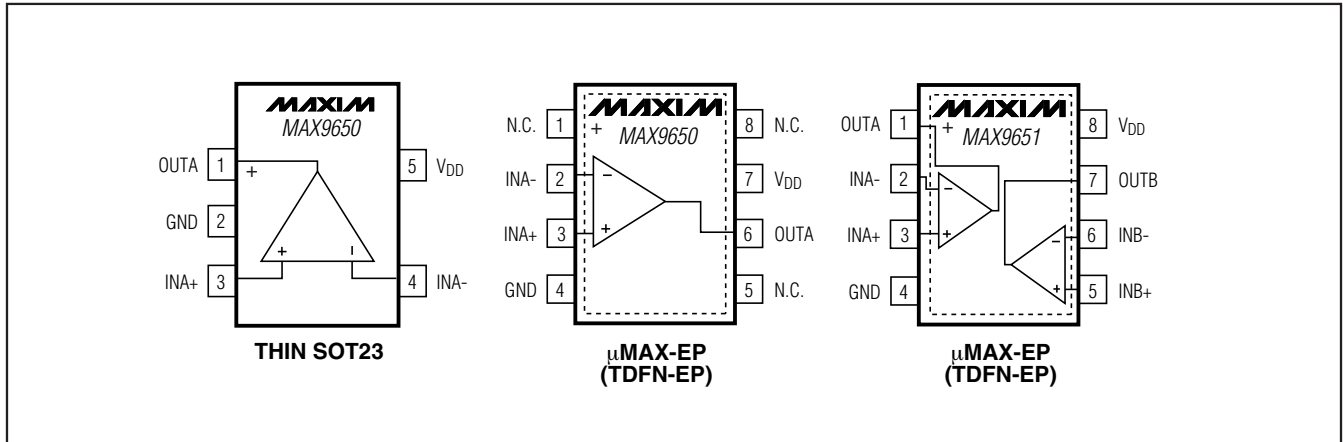 MAXIM
MAX9650
OUTA 1
+
5 VDD
GND 2
+ –
INA+ 3
4 INA-
THIN SOT23
MAXIM
MAX9650
N.C. 1
+
8 N.C.
INA- 2
–
7 VDD
INA+ 3
+
6 OUTA
GND 4
5 N.C.
μMAX-EP
(TDFN-EP)
MAXIM
MAX9651
OUTA 1
+
8 VDD
INA- 2
–
7 OUTB
INA+ 3
+
–
6 INB-
GND 4
+
5 INB+
μMAX-EP
(TDFN-EP)